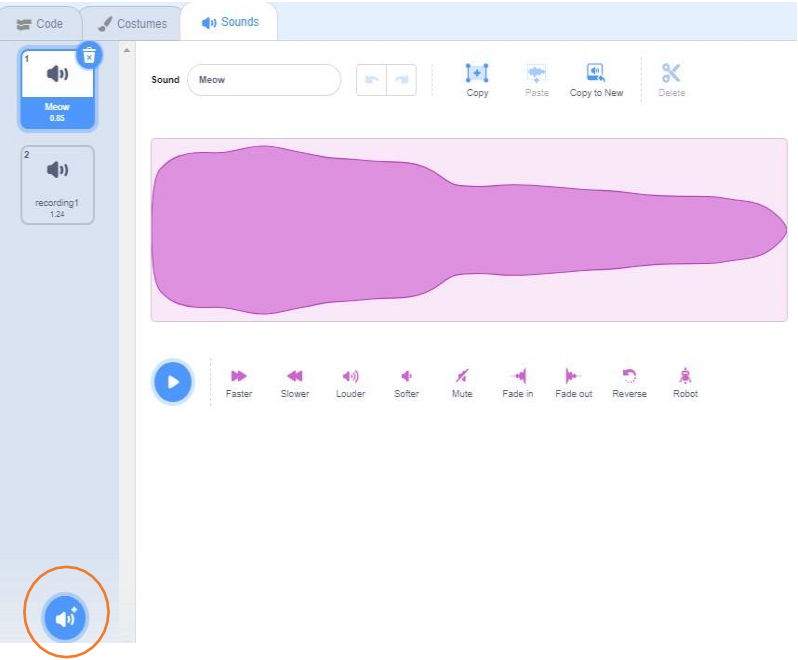 Code Costumes Sounds
1
Meow
0.85
2
recording1
1.24
Sound Meow Copy Paste Copy to New Delete
Faster Slower Louder Softer Mute Fade in Fade out Reverse Robot